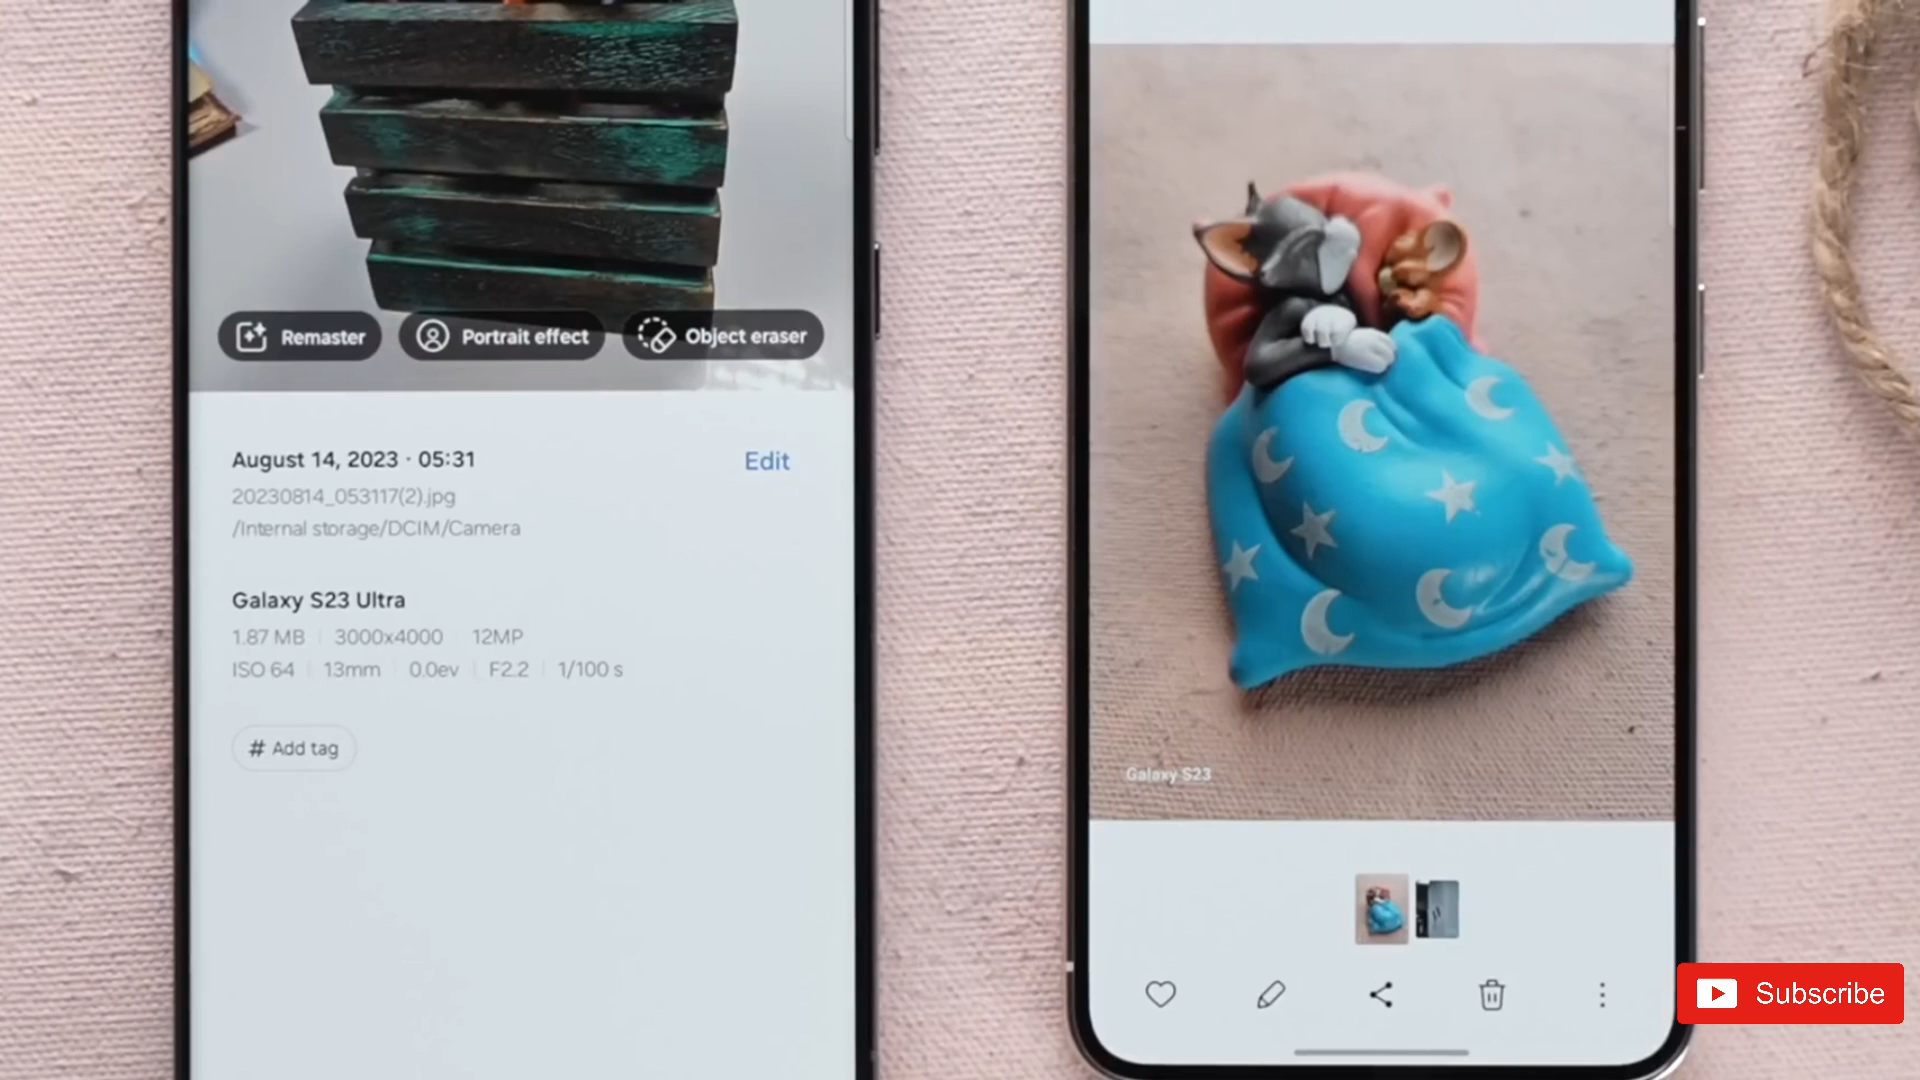 Remaster
Portrait effect
Object eraser
August 14, 2023 · 05:31
Edit
20230814_053117(2).jpg
/Internal storage/DCIM/Camera
Galaxy S23 Ultra
1.87 MB | 3000x4000 | 12MP
ISO 64 | 13mm | 0.0ev | F2.2 | 1/100 s
# Add tag
Galaxy S23
Subscribe